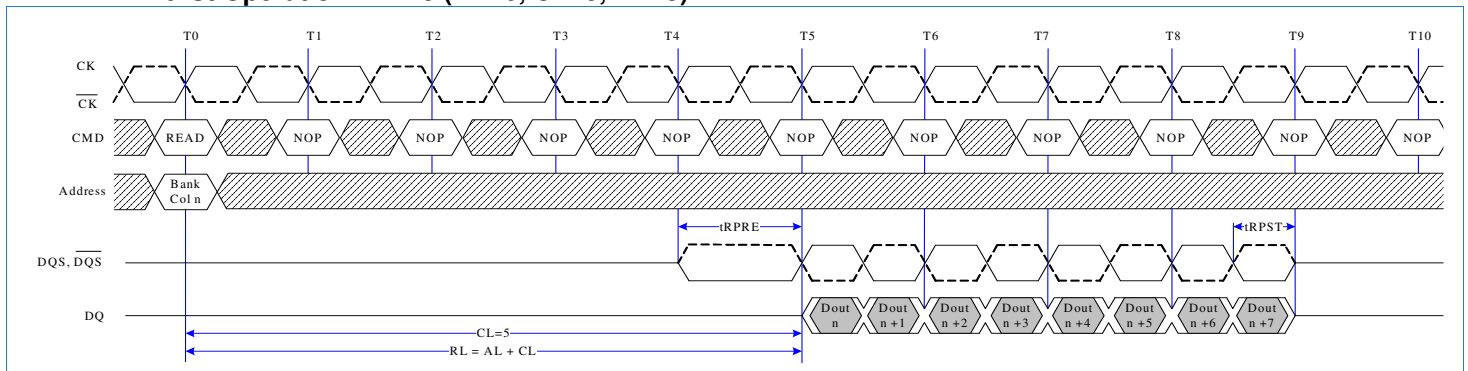 T0 T1 T2 T3 T4 T5 T6 T7 T8 T9 T10
CK
CK
CMD READ NOP NOP NOP NOP NOP NOP NOP NOP NOP NOP
Address Bank
Col n
tRPRE tRPST
DQS, DQS
DQ Dout Dout Dout Dout Dout Dout Dout Dout
n n +1 n +2 n +3 n +4 n +5 n +6 n +7
CL=5
RL = AL + CL